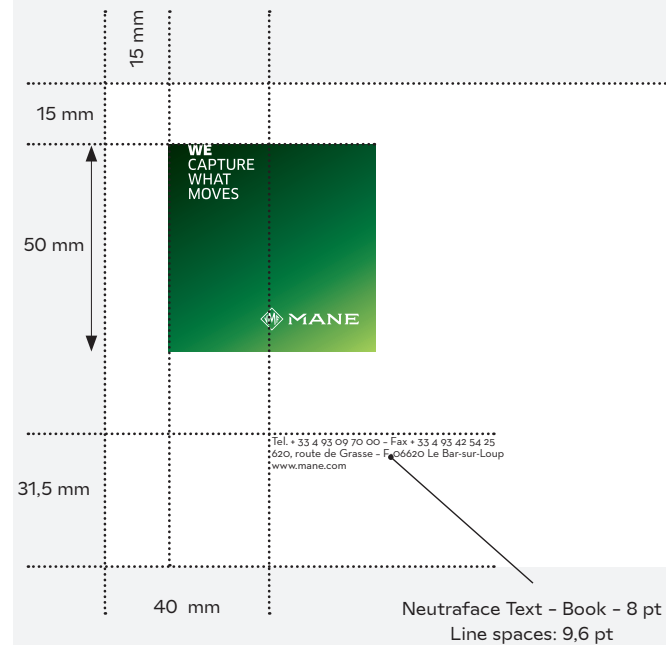 15 mm
15 mm
WE
CAPTURE
WHAT
MOVES
50 mm
MANE
Tel. + 33 4 93 09 70 00 - Fax + 33 4 93 42 54 25
620, route de Grasse - F-06620 Le Bar-sur-Loup
www.mane.com
31,5 mm
40 mm
Neutraface Text - Book - 8 pt
Line spaces: 9,6 pt